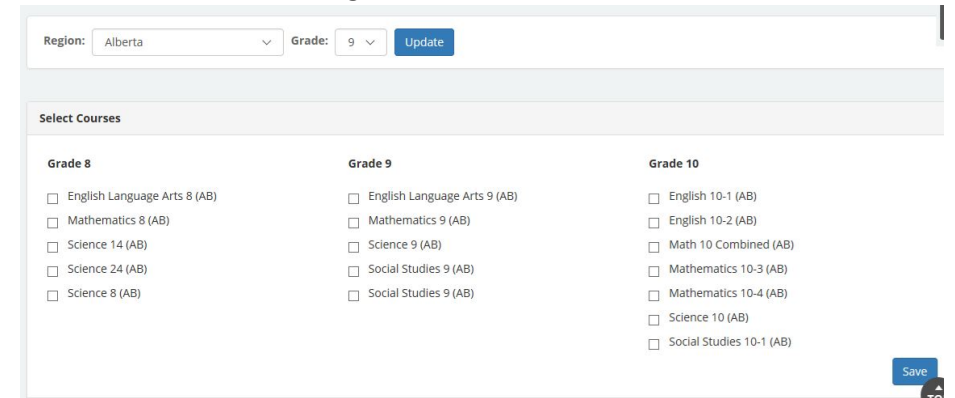 Region: Alberta Grade: 9 Update
Select Courses
Grade 8
English Language Arts 8 (AB)
Mathematics 8 (AB)
Science 14 (AB)
Science 24 (AB)
Science 8 (AB)
Grade 9
English Language Arts 9 (AB)
Mathematics 9 (AB)
Science 9 (AB)
Social Studies 9 (AB)
Social Studies 9 (AB)
Grade 10
English 10-1 (AB)
English 10-2 (AB)
Math 10 Combined (AB)
Mathematics 10-3 (AB)
Mathematics 10-4 (AB)
Science 10 (AB)
Social Studies 10-1 (AB)
Save